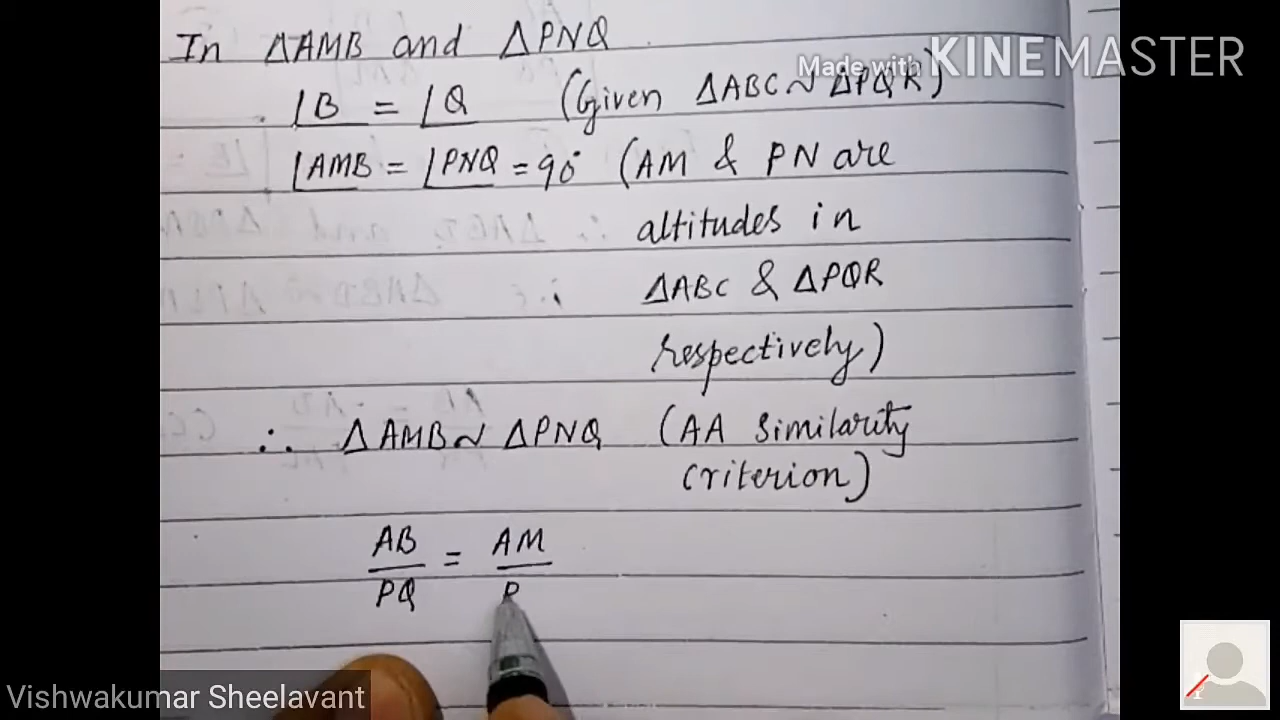 In ΔAMB and ΔPNQ
Made with KINEMASTER
∠B = ∠Q (Given ΔABC ~ ΔPQR)
∠AMB = ∠PNQ = 90° (AM & PN are
altitudes in
ΔABC & ΔPQR
respectively)
∴ ΔAMB ~ ΔPNQ (AA Similarity
criterion)
AB = AM
PQ P
Vishwakumar Sheelavant